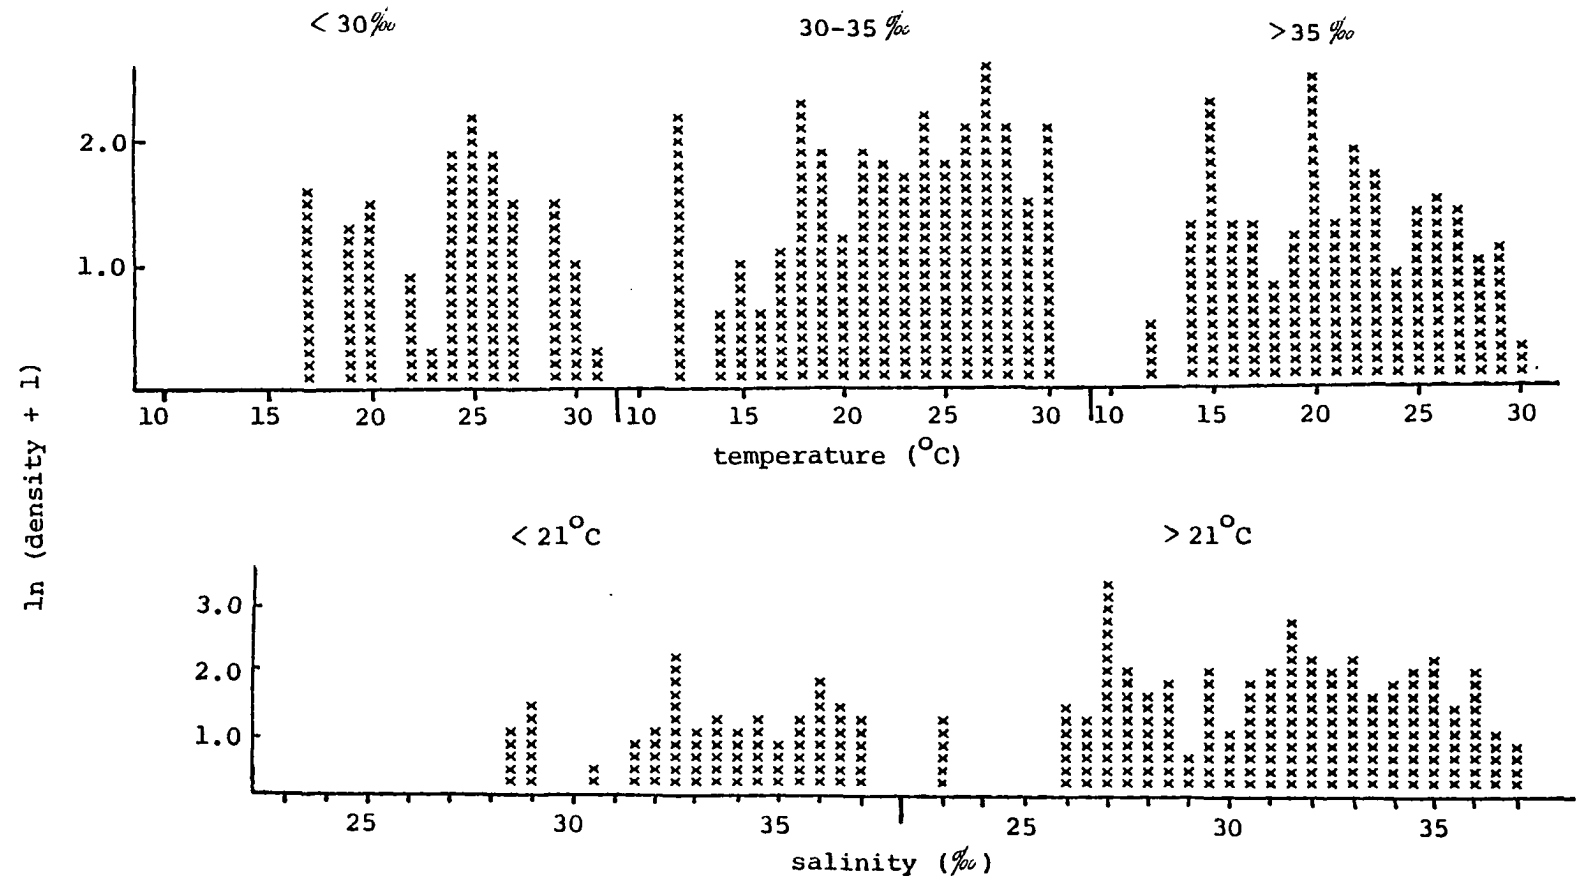 < 30‰ 30-35 ‰ >35 ‰
2.0
1.0
10 15 20 25 30 10 15 20 25 30 10 15 20 25 30
temperature (°C)
ln (density + 1)
< 21°C > 21°C
3.0
2.0
1.0
25 30 35 25 30 35
salinity (‰)